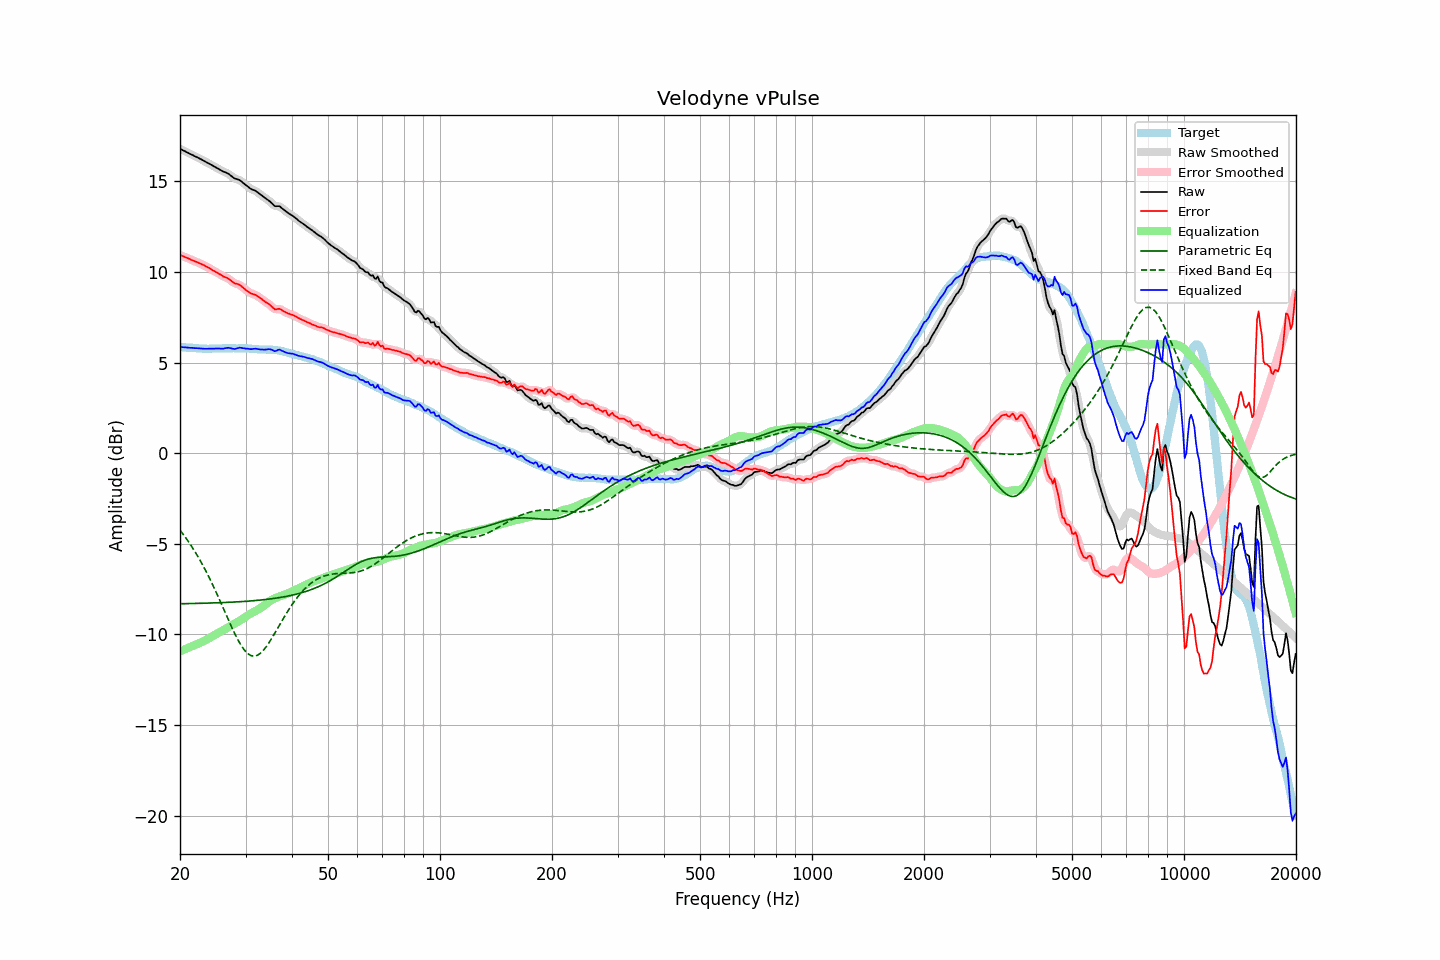 Velodyne vPulse
Target
Raw Smoothed
Error Smoothed
Raw
Error
Equalization
Parametric Eq
Fixed Band Eq
Equalized
15
10
5
0
−5
−10
−15
−20
Amplitude (dBr)
20 50 100 200 500 1000 2000 5000 10000 20000
Frequency (Hz)